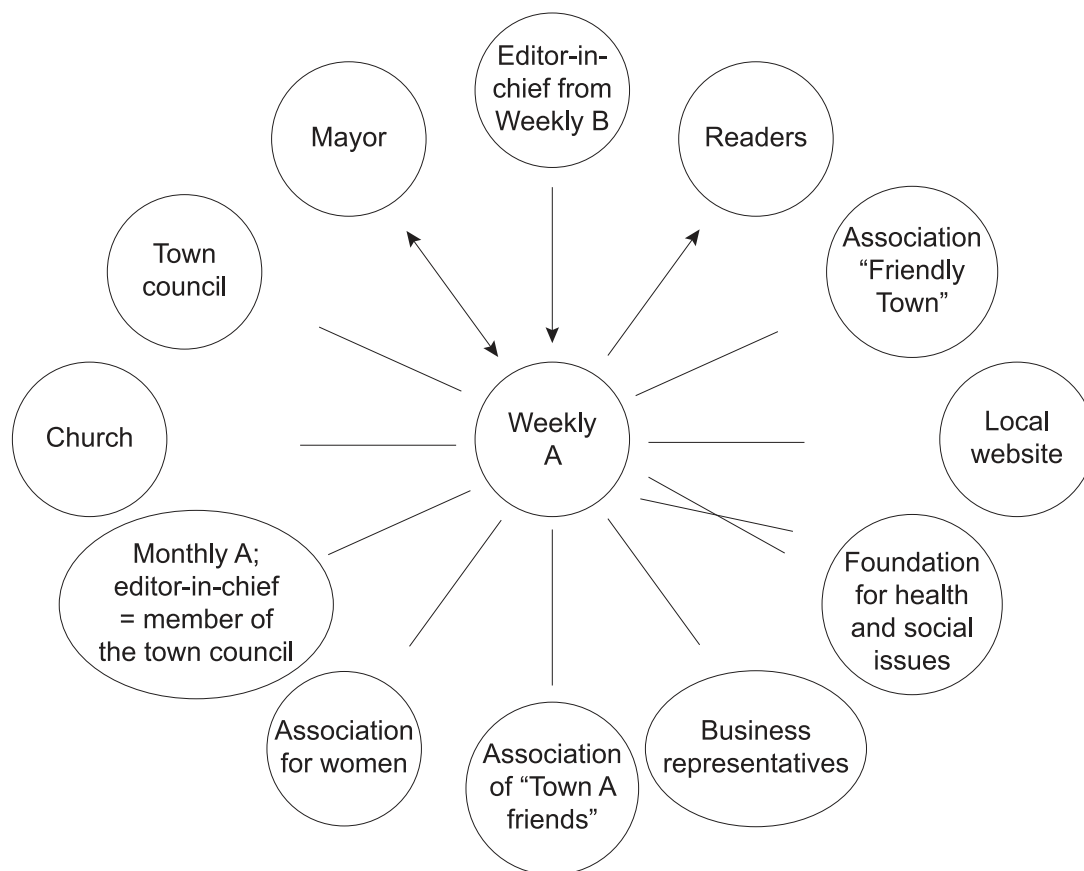 Editor-in-
chief from
Weekly B
Mayor
Readers
Town
council
Association
“Friendly
Town”
Church
Weekly
A
Local
website
Monthly A;
editor-in-chief
= member of
the town council
Foundation
for health
and social
issues
Association
for women
Association
of “Town A
friends”
Business
representatives